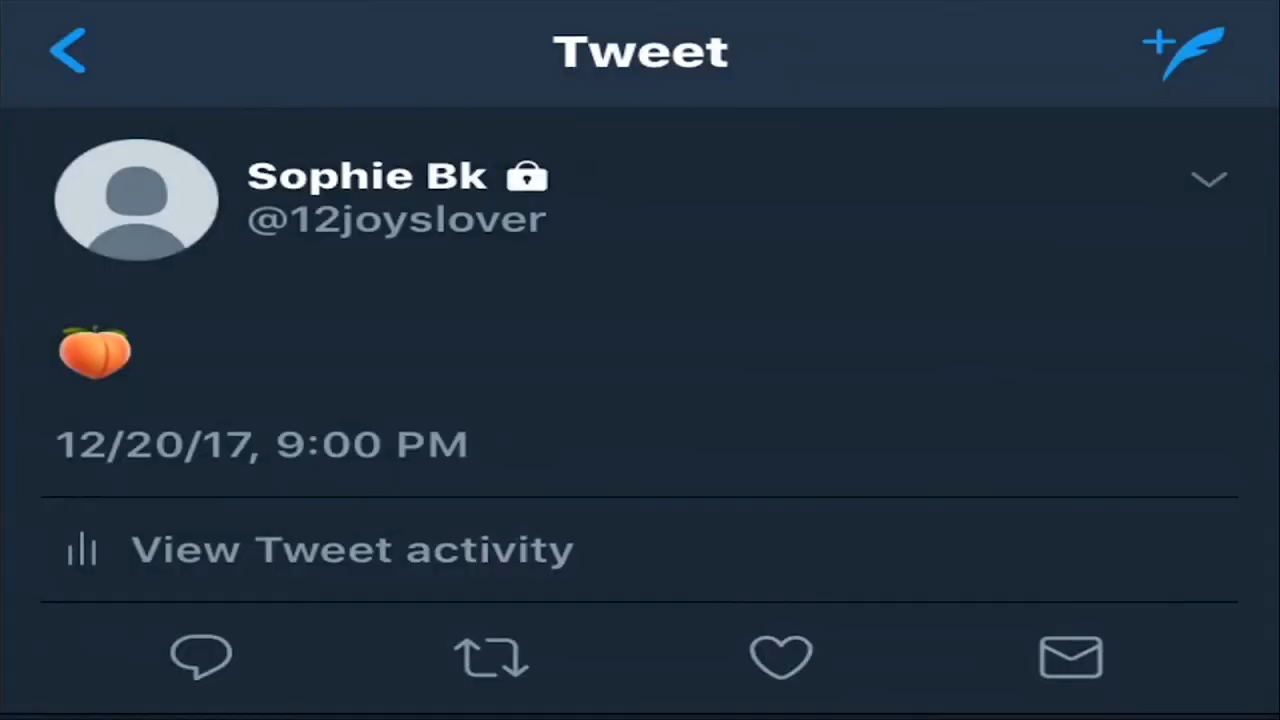 Tweet
Sophie Bk 🔒
@12joyslover
🍑
12/20/17, 9:00 PM
View Tweet activity